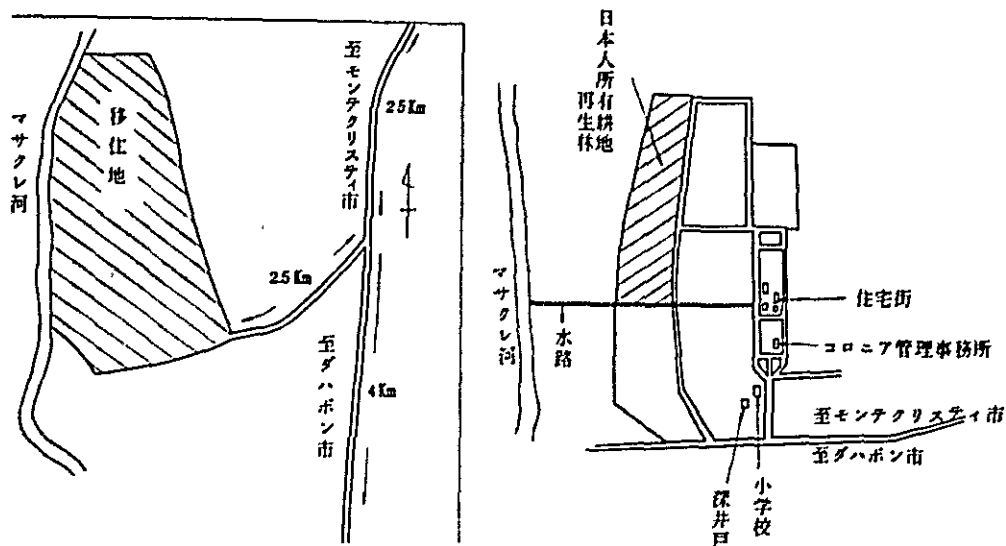 マサクレ河
移住地
至モンテクリスティ市
25Km
2.5Km
至ダハボン市
4Km
日本人所有耕地
再生林
マサクレ河
水路
住宅街
コロニア管理事務所
至モンテクリスティ市
至ダハボン市
小学校
深井戸